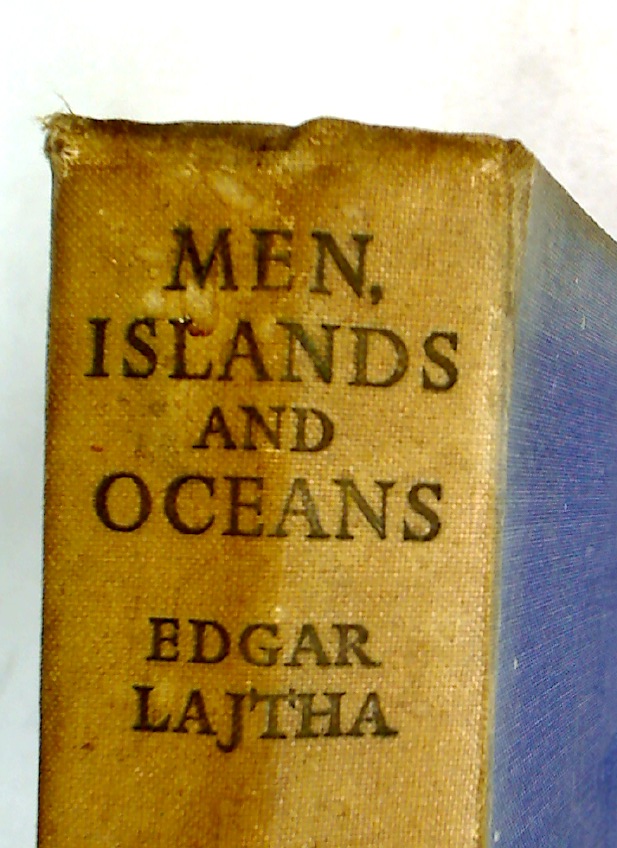 MEN,
ISLANDS
AND
OCEANS
EDGAR
LAJTHA